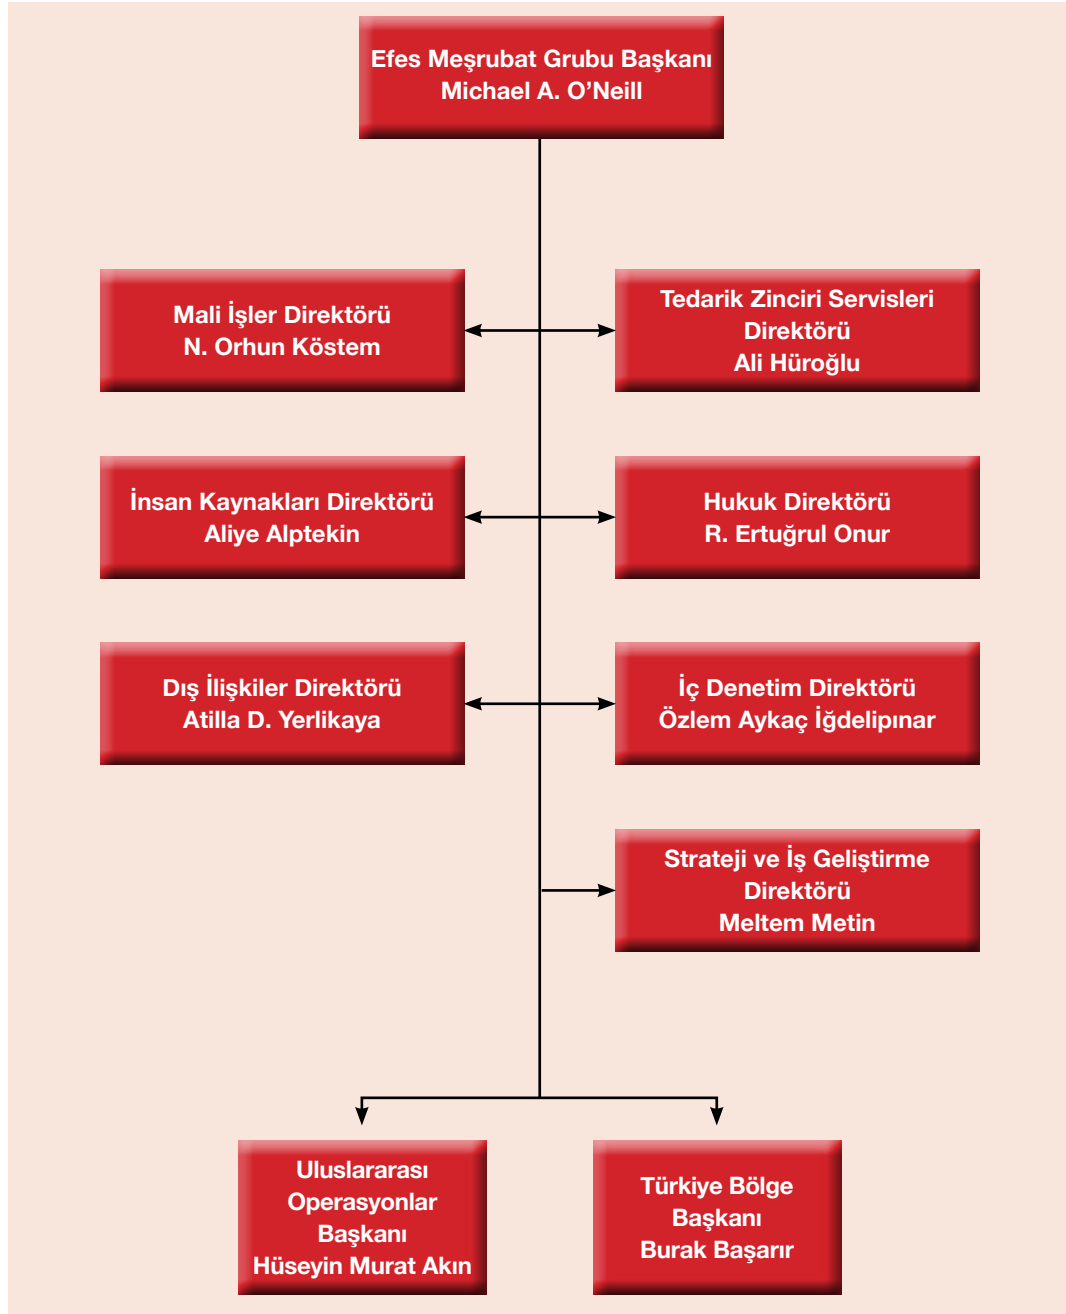 Efes Meşrubat Grubu Başkanı
Michael A. O’Neill
Mali İşler Direktörü
N. Orhun Köstem
Tedarik Zinciri Servisleri
Direktörü
Ali Hüroğlu
İnsan Kaynakları Direktörü
Aliye Alptekin
Hukuk Direktörü
R. Ertuğrul Onur
Dış İlişkiler Direktörü
Atilla D. Yerlikaya
İç Denetim Direktörü
Özlem Aykaç İğdelipınar
Strateji ve İş Geliştirme
Direktörü
Meltem Metin
Uluslararası
Operasyonlar
Başkanı
Hüseyin Murat Akın
Türkiye Bölge
Başkanı
Burak Başarır